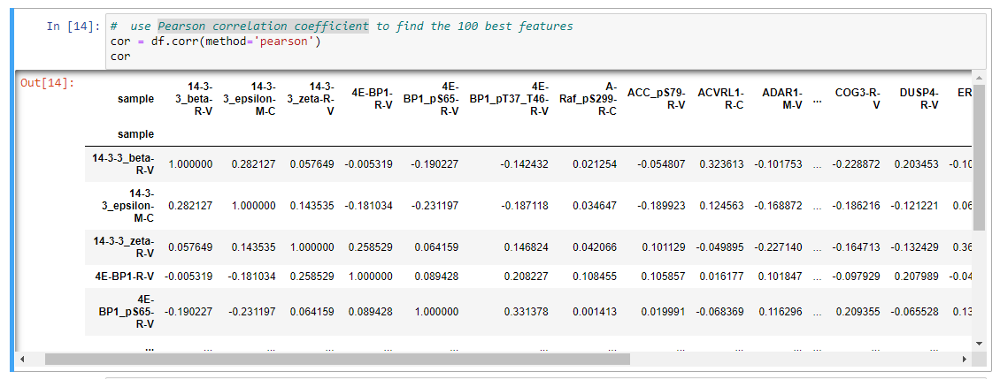 In [14]: #  use Pearson correlation coefficient to find the 100 best features
cor = df.corr(method='pearson')
cor
Out[14]:
sample 14-3-3_beta-R-V 14-3-3_epsilon-M-C 14-3-3_zeta-R-V 4E-BP1-R-V 4E-BP1_pS65-R-V 4E-BP1_pT37_T46-R-V A-Raf_pS299-R-C ACC_pS79-R-V ACVRL1-R-C ADAR1-M-V ... COG3-R-V DUSP4-R-V ER
sample
14-3-3_beta-R-V 1.000000 0.282127 0.057649 -0.005319 -0.190227 -0.142432 0.021254 -0.054807 0.323613 -0.101753 ... -0.228872 0.203453 -0.10
14-3-3_epsilon-M-C 0.282127 1.000000 0.143535 -0.181034 -0.231197 -0.187118 0.034647 -0.189923 0.124563 -0.168872 ... -0.186216 -0.121221 0.06
14-3-3_zeta-R-V 0.057649 0.143535 1.000000 0.258529 0.064159 0.146824 0.042066 0.101129 -0.049895 -0.227140 ... -0.164713 -0.132429 0.36
4E-BP1-R-V -0.005319 -0.181034 0.258529 1.000000 0.089428 0.208227 0.108455 0.105857 0.016177 0.101847 ... -0.097929 0.207989 -0.04
4E-BP1_pS65-R-V -0.190227 -0.231197 0.064159 0.089428 1.000000 0.331378 0.001413 0.019991 -0.068369 0.116296 ... 0.209355 -0.065528 0.13
... ... ... ... ... ... ... ... ... ... ... ... ... ...